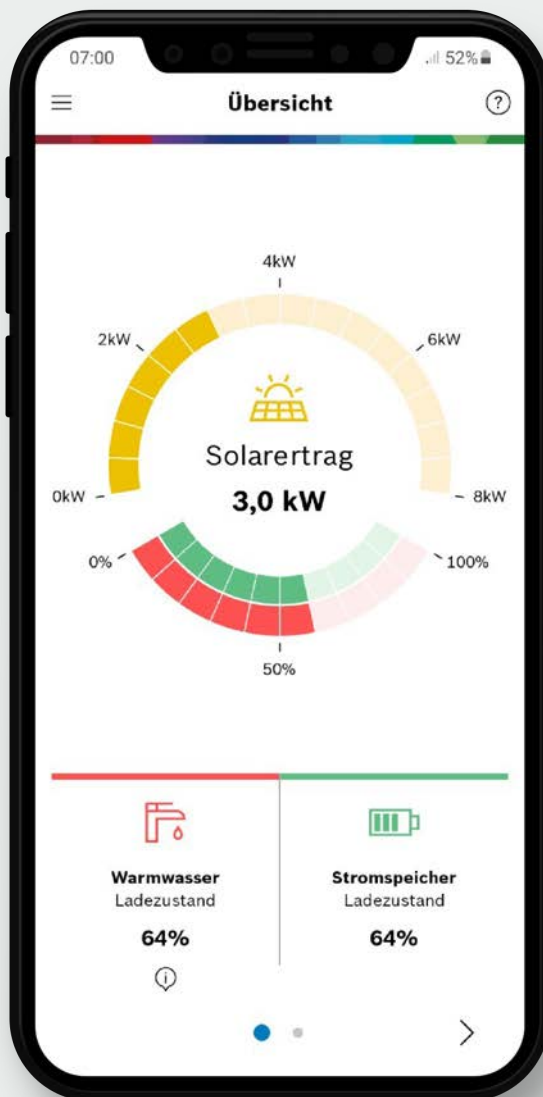 07:00
52%
Übersicht
?
4kW
2kW
6kW
Solarertrag
0kW
3,0 kW
8kW
0%
100%
50%
Warmwasser
Ladezustand
64%
i
Stromspeicher
Ladezustand
64%